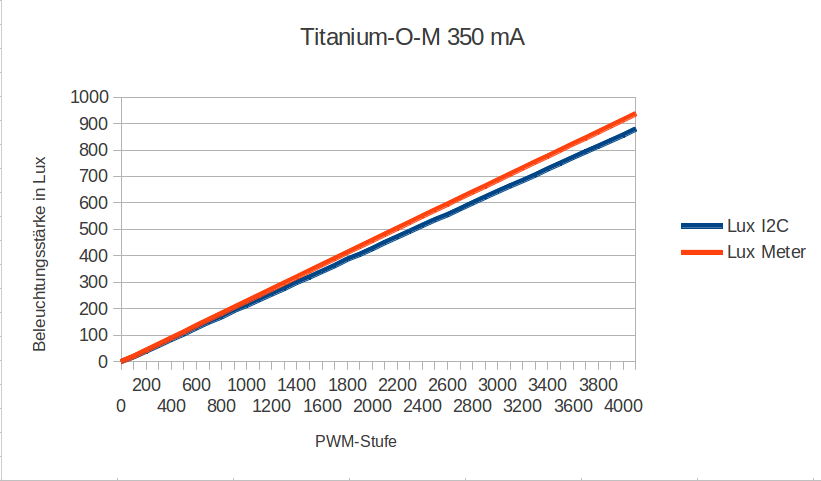 Titanium-O-M 350 mA
1000
900
800
700
600
500
400
300
200
100
0
Beleuchtungsstärke in Lux
Lux I2C
Lux Meter
200 600 1000 1400 1800 2200 2600 3000 3400 3800
0 400 800 1200 1600 2000 2400 2800 3200 3600 4000
PWM-Stufe